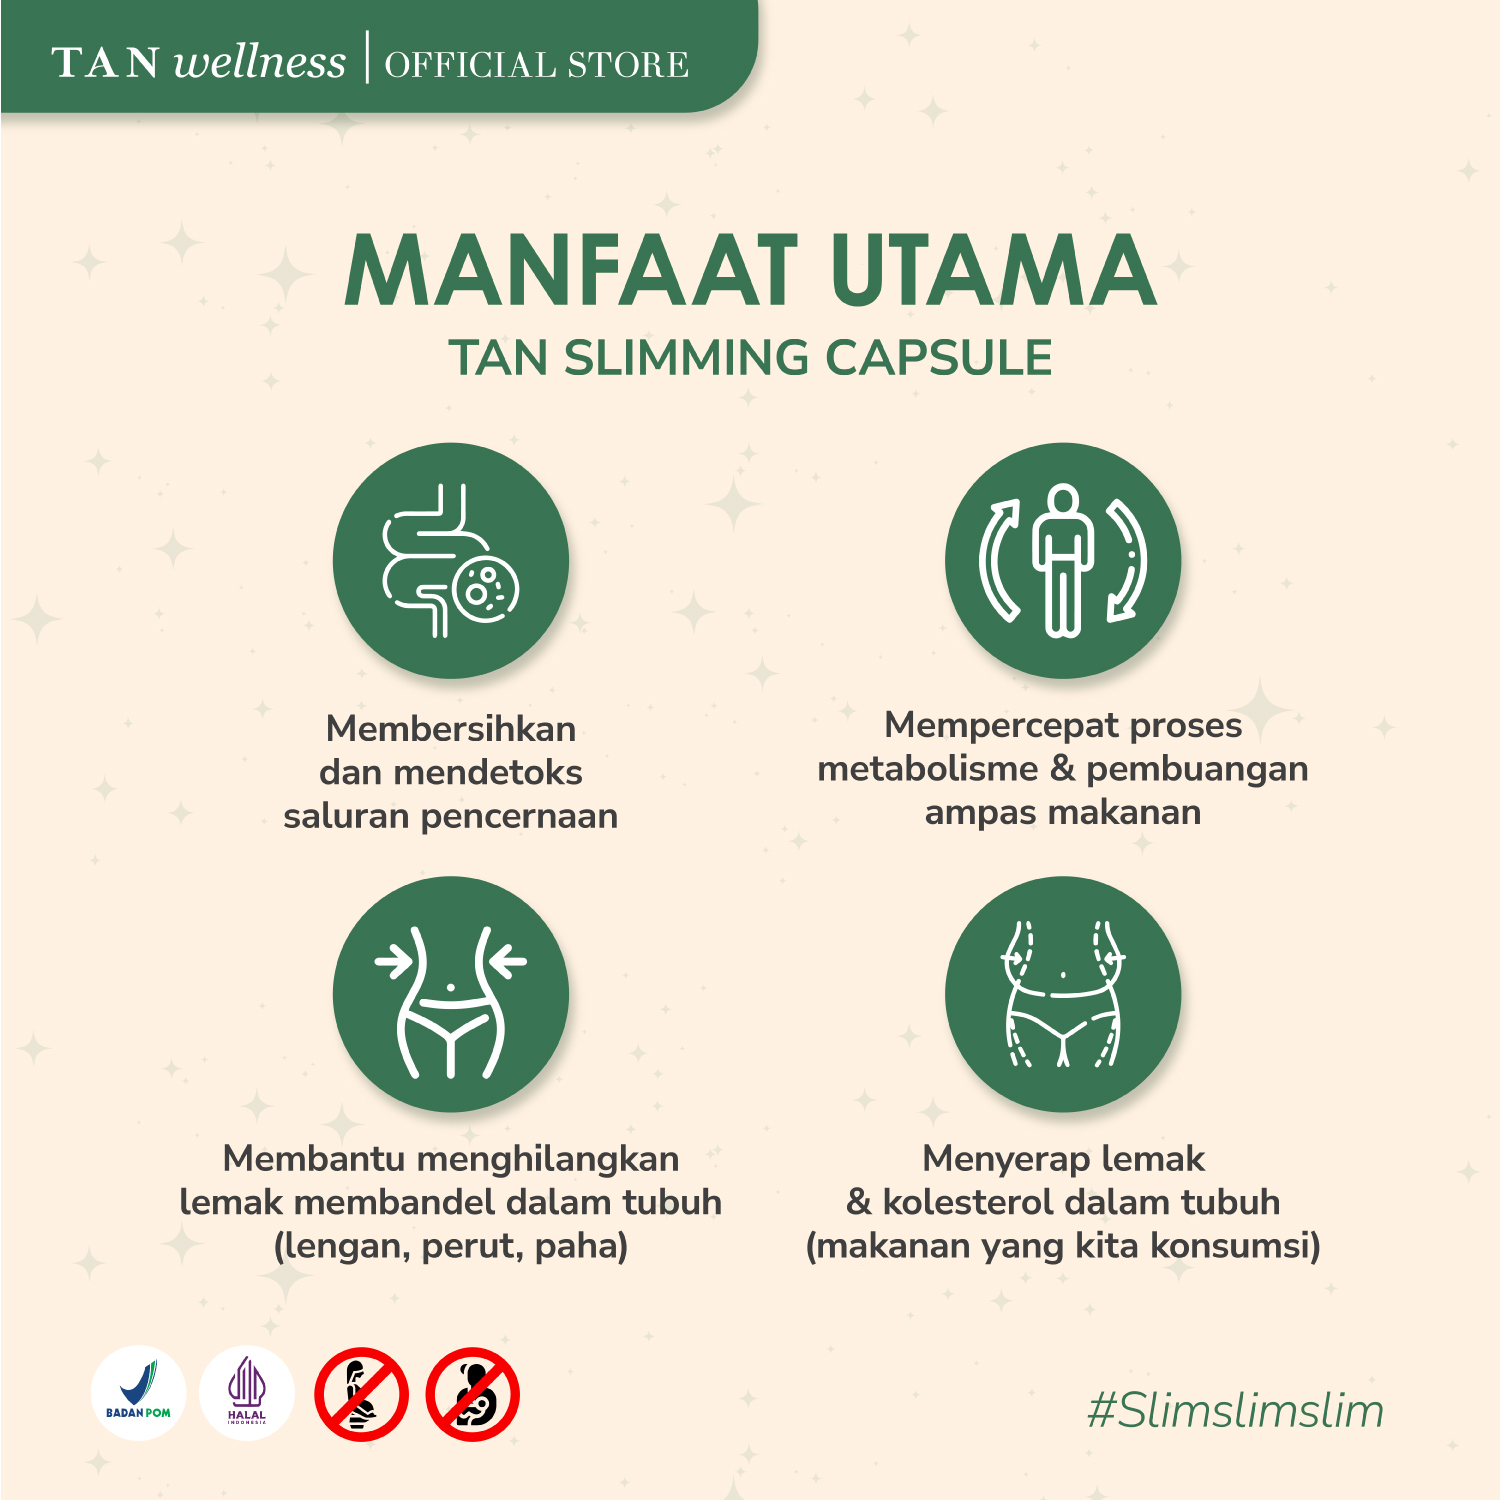 TAN wellness | OFFICIAL STORE
MANFAAT UTAMA
TAN SLIMMING CAPSULE
Membersihkan
dan mendetoks
saluran pencernaan
Mempercepat proses
metabolisme & pembuangan
ampas makanan
Membantu menghilangkan
lemak membandel dalam tubuh
(lengan, perut, paha)
Menyerap lemak
& kolesterol dalam tubuh
(makanan yang kita konsumsi)
BADAN POM
HALAL
INDONESIA
#Slimslimslim